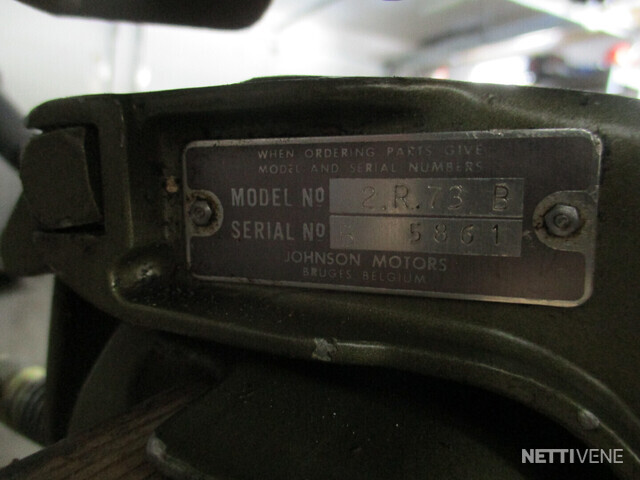 WHEN ORDERING PARTS GIVE
MODEL AND SERIAL NUMBERS
MODEL Nº 2.R.73 B
SERIAL Nº 5861
JOHNSON MOTORS
BRUGES BELGIUM
NETTIVENE